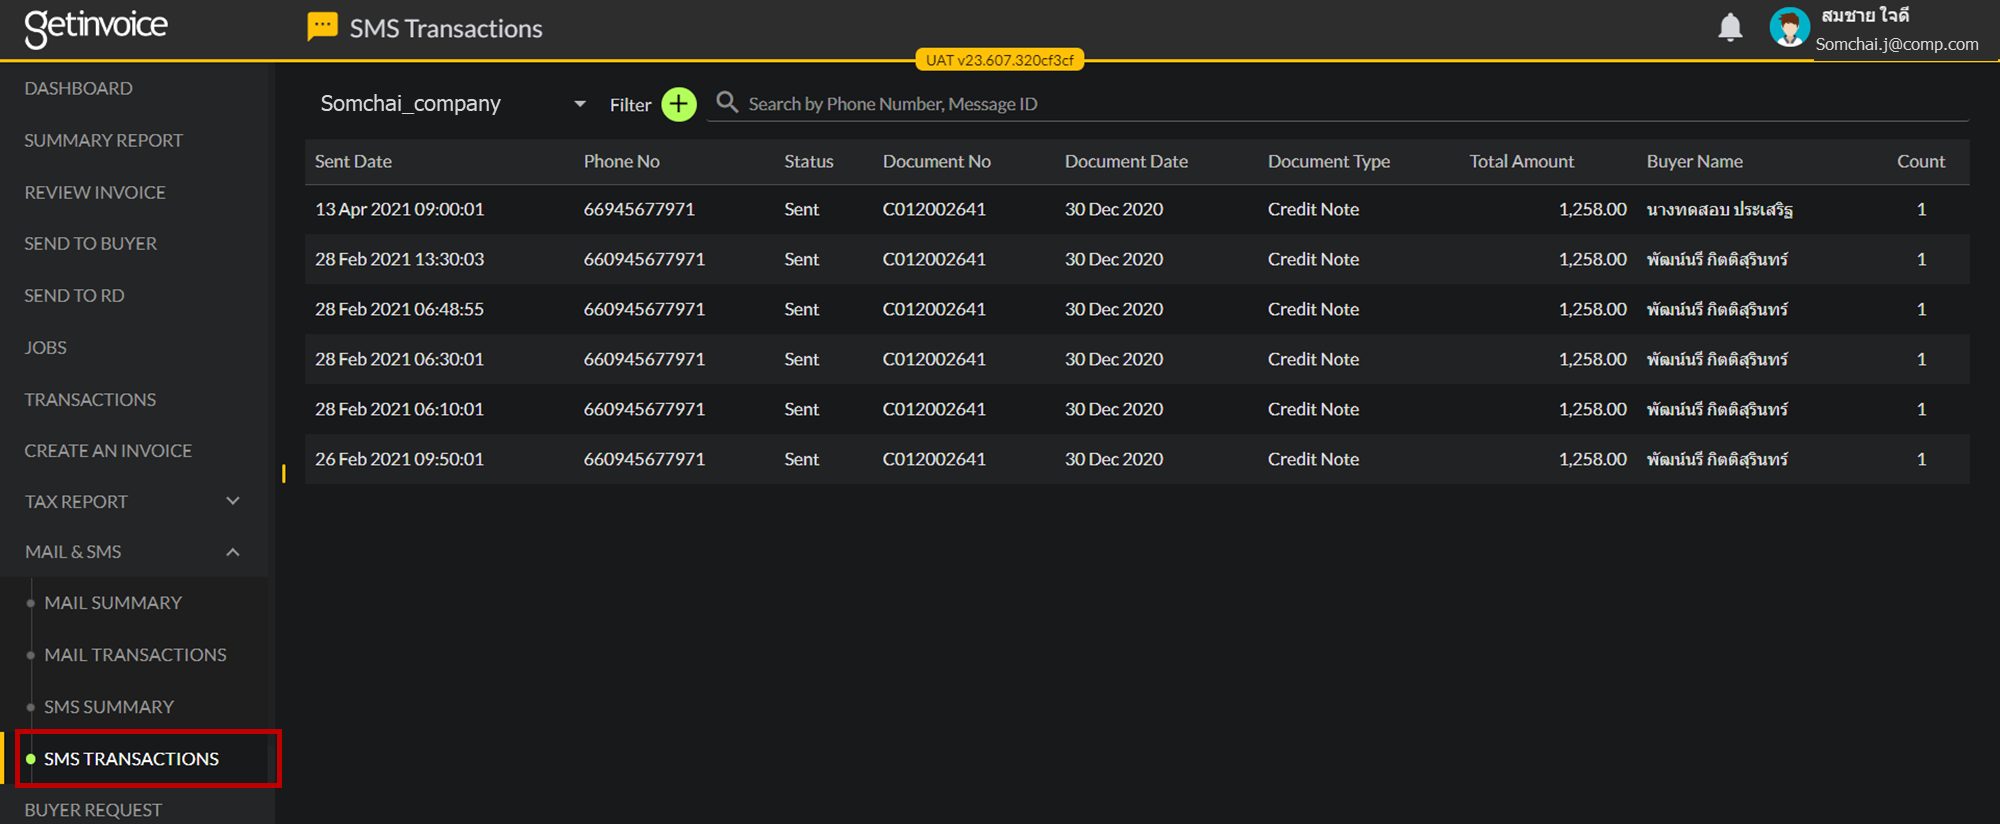 getinvoice
SMS Transactions
สมชาย ใจดี
Somchai.j@comp.com
UAT v23.607.320cf3cf
DASHBOARD
SUMMARY REPORT
REVIEW INVOICE
SEND TO BUYER
SEND TO RD
JOBS
TRANSACTIONS
CREATE AN INVOICE
TAX REPORT
MAIL & SMS
MAIL SUMMARY
MAIL TRANSACTIONS
SMS SUMMARY
SMS TRANSACTIONS
BUYER REQUEST
Somchai_company Filter Search by Phone Number, Message ID
Sent Date Phone No Status Document No Document Date Document Type Total Amount Buyer Name Count
13 Apr 2021 09:00:01 66945677971 Sent C012002641 30 Dec 2020 Credit Note 1,258.00 นางทดสอบ ประเสริฐ 1
28 Feb 2021 13:30:03 660945677971 Sent C012002641 30 Dec 2020 Credit Note 1,258.00 พัฒน์นรี กิตติสุรินทร์ 1
28 Feb 2021 06:48:55 660945677971 Sent C012002641 30 Dec 2020 Credit Note 1,258.00 พัฒน์นรี กิตติสุรินทร์ 1
28 Feb 2021 06:30:01 660945677971 Sent C012002641 30 Dec 2020 Credit Note 1,258.00 พัฒน์นรี กิตติสุรินทร์ 1
28 Feb 2021 06:10:01 660945677971 Sent C012002641 30 Dec 2020 Credit Note 1,258.00 พัฒน์นรี กิตติสุรินทร์ 1
26 Feb 2021 09:50:01 660945677971 Sent C012002641 30 Dec 2020 Credit Note 1,258.00 พัฒน์นรี กิตติสุรินทร์ 1